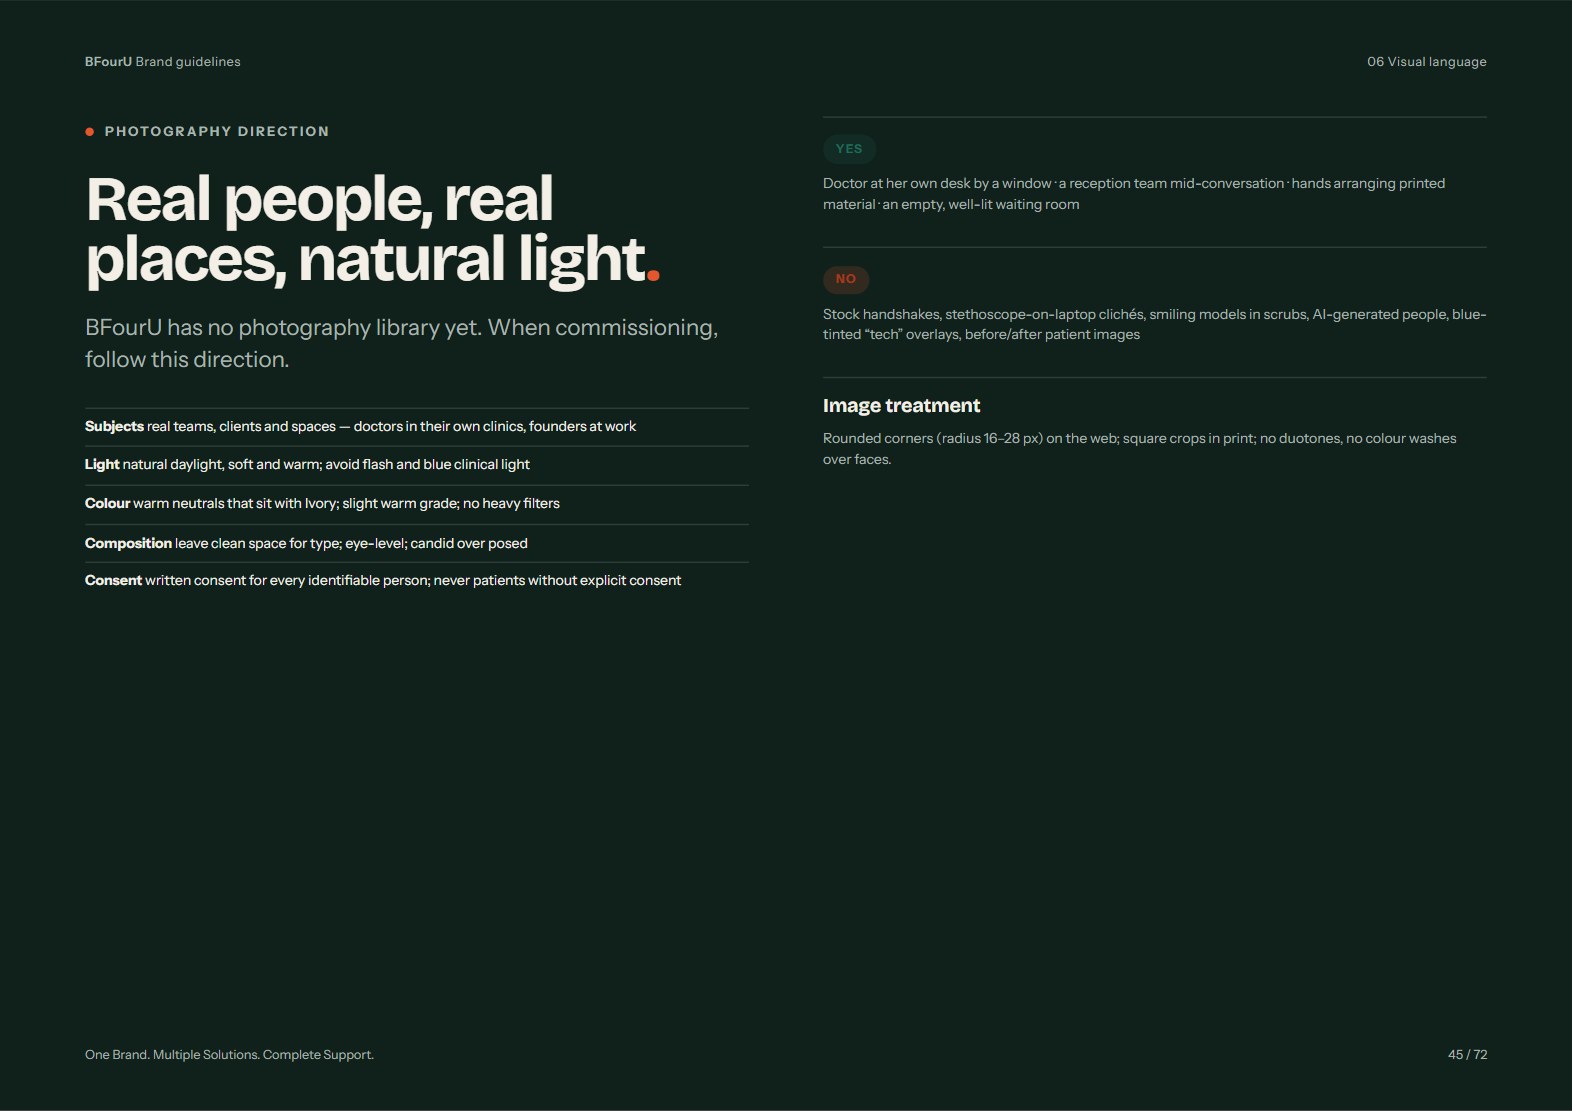 BFourU Brand guidelines
06 Visual language
PHOTOGRAPHY DIRECTION
Real people, real
places, natural light.
BFourU has no photography library yet. When commissioning,
follow this direction.
Subjects real teams, clients and spaces — doctors in their own clinics, founders at work
Light natural daylight, soft and warm; avoid flash and blue clinical light
Colour warm neutrals that sit with Ivory; slight warm grade; no heavy filters
Composition leave clean space for type; eye-level; candid over posed
Consent written consent for every identifiable person; never patients without explicit consent
YES
Doctor at her own desk by a window · a reception team mid-conversation · hands arranging printed
material · an empty, well-lit waiting room
NO
Stock handshakes, stethoscope-on-laptop clichés, smiling models in scrubs, AI-generated people, blue-
tinted “tech” overlays, before/after patient images
Image treatment
Rounded corners (radius 16–28 px) on the web; square crops in print; no duotones, no colour washes
over faces.
One Brand. Multiple Solutions. Complete Support.
45 / 72